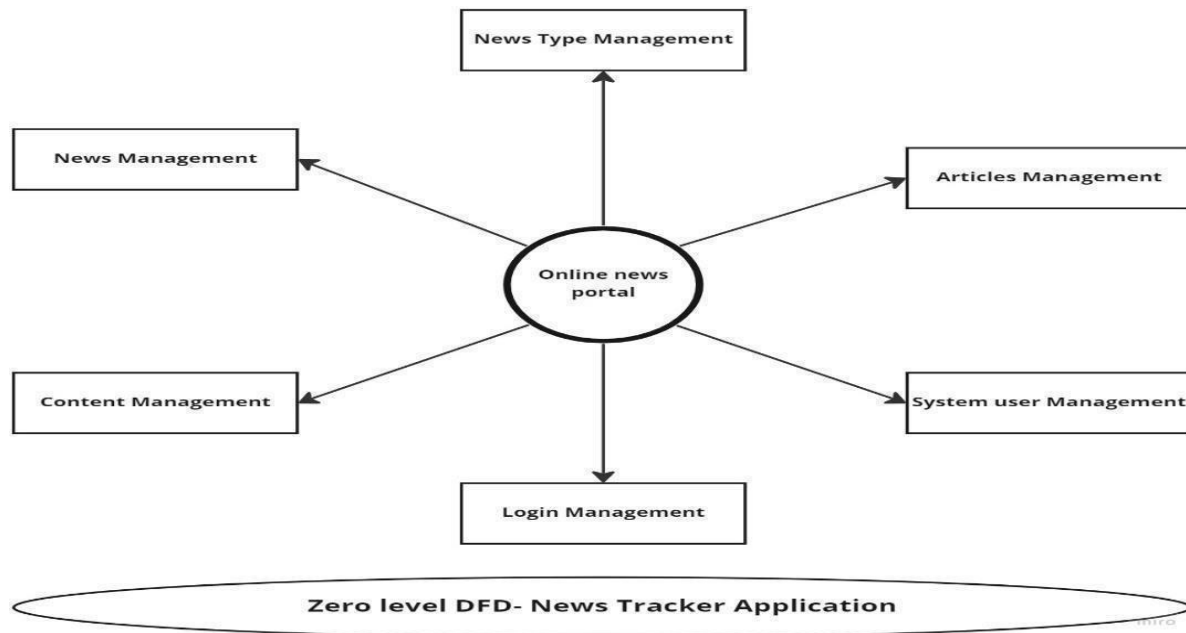 News Type Management
News Management
Articles Management
Online news
portal
Content Management
System user Management
Login Management
Zero level DFD- News Tracker Application
miro